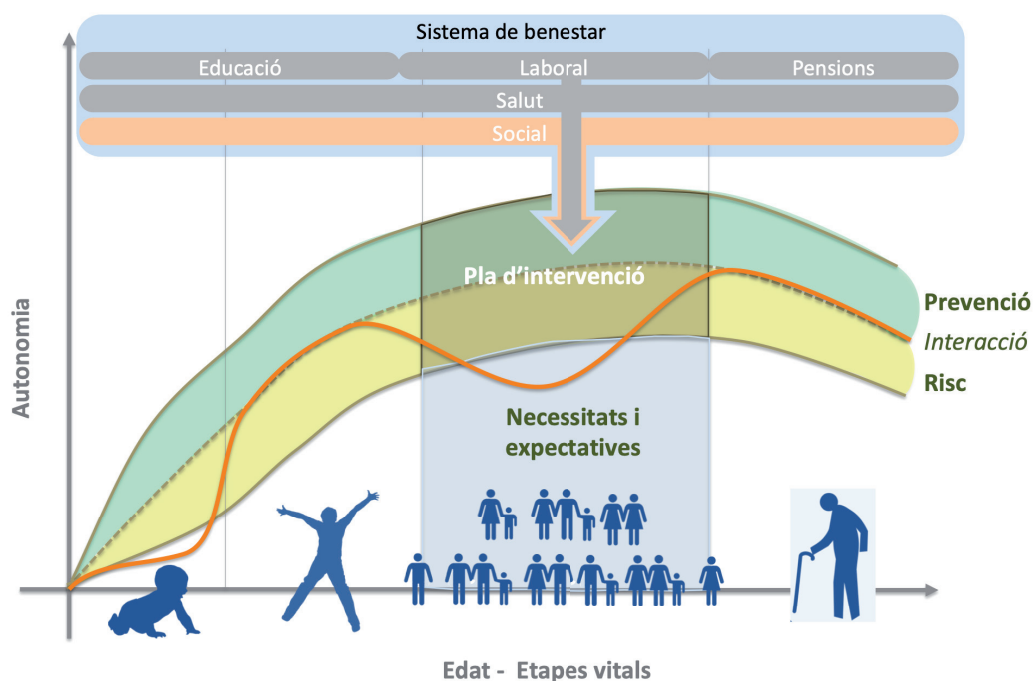 Sistema de benestar
Educació
Laboral
Pensions
Salut
Social
Pla d'intervenció
Prevenció
Interacció
Risc
Autonomia
Necessitats i
expectatives
Edat - Etapes vitals